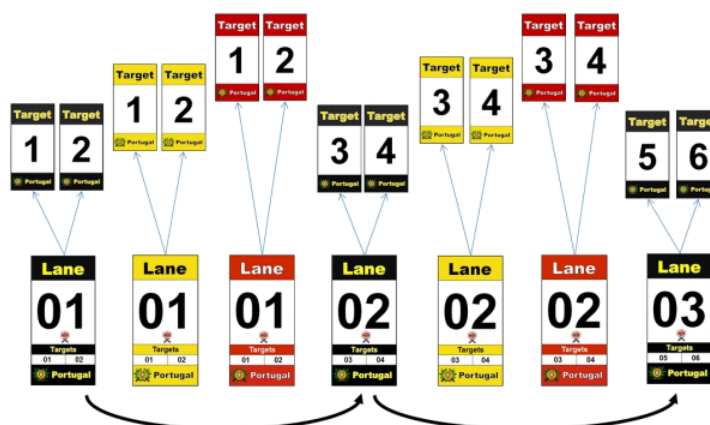 Target
1
Portugal
Target
2
Portugal
Target
1
Portugal
Target
2
Portugal
Target
1
Portugal
Target
2
Portugal
Target
3
Portugal
Target
4
Portugal
Target
3
Portugal
Target
4
Portugal
Target
3
Portugal
Target
4
Portugal
Target
5
Portugal
Target
6
Portugal
Lane
01
Targets
01 02
Portugal
Lane
01
Targets
01 02
Portugal
Lane
01
Targets
01 02
Portugal
Lane
02
Targets
03 04
Portugal
Lane
02
Targets
03 04
Portugal
Lane
02
Targets
03 04
Portugal
Lane
03
Targets
05 06
Portugal